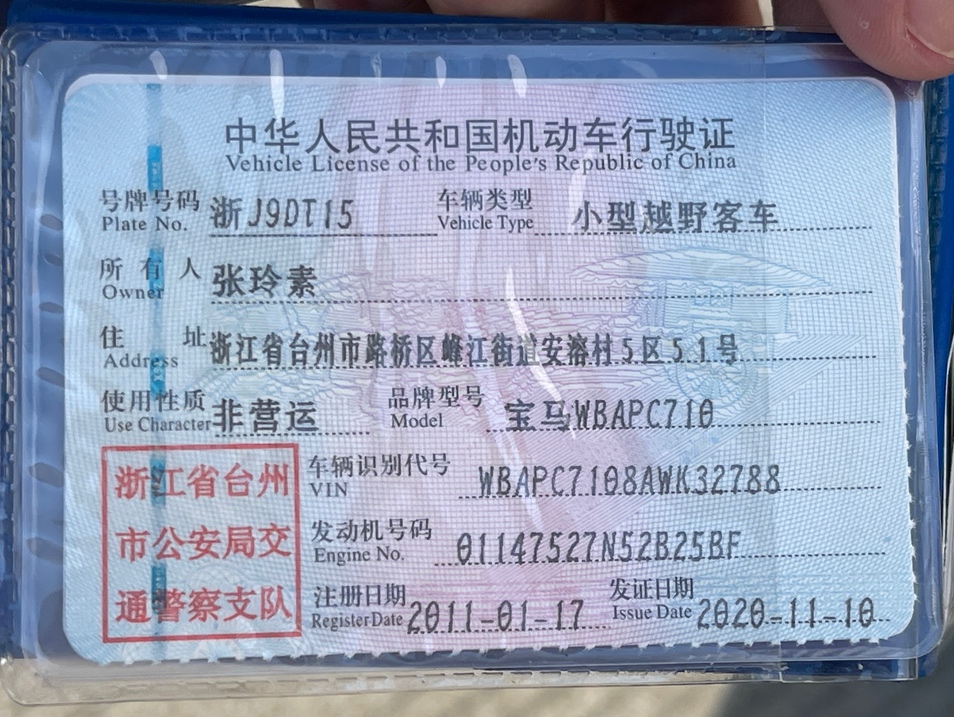 中华人民共和国机动车行驶证
Vehicle License of the People's Republic of China
号牌号码 浙J9DT15 车辆类型 小型越野客车
Plate No. Vehicle Type
所有人 张玲素
Owner
住址 浙江省台州市路桥区峰江街道安溶村5区51号
Address
使用性质 非营运 品牌型号 宝马WBAPC710
Use Character Model
浙江省台州
市公安局交
通警察支队
车辆识别代号 WBAPC7108AWK32788
VIN
发动机号码 01147527N52B25BF
Engine No.
注册日期 2011-01-17 发证日期 2020-11-10
Register Date Issue Date